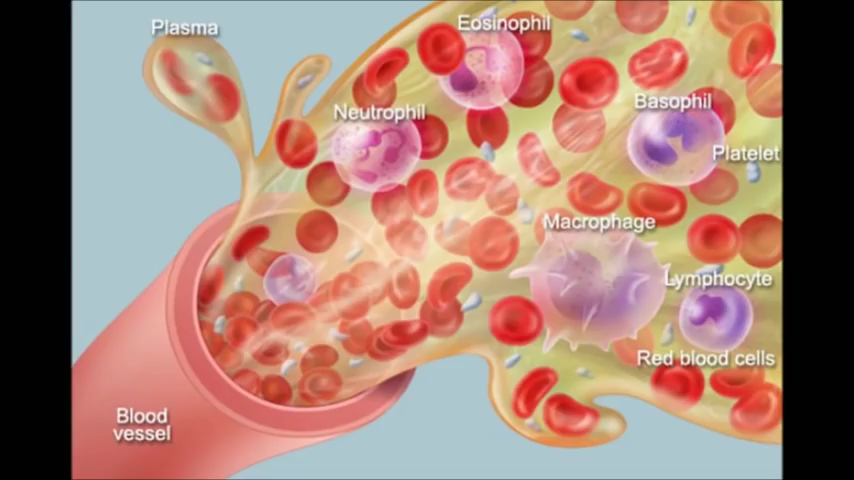 Plasma
Eosinophil
Neutrophil
Basophil
Platelet
Macrophage
Lymphocyte
Red blood cells
Blood
vessel